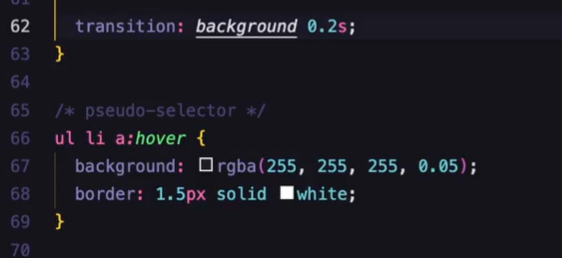 62 transition: background 0.2s;
63 }
64
65 /* pseudo-selector */
66 ul li a:hover {
67 background: rgba(255, 255, 255, 0.05);
68 border: 1.5px solid white;
69 }
70